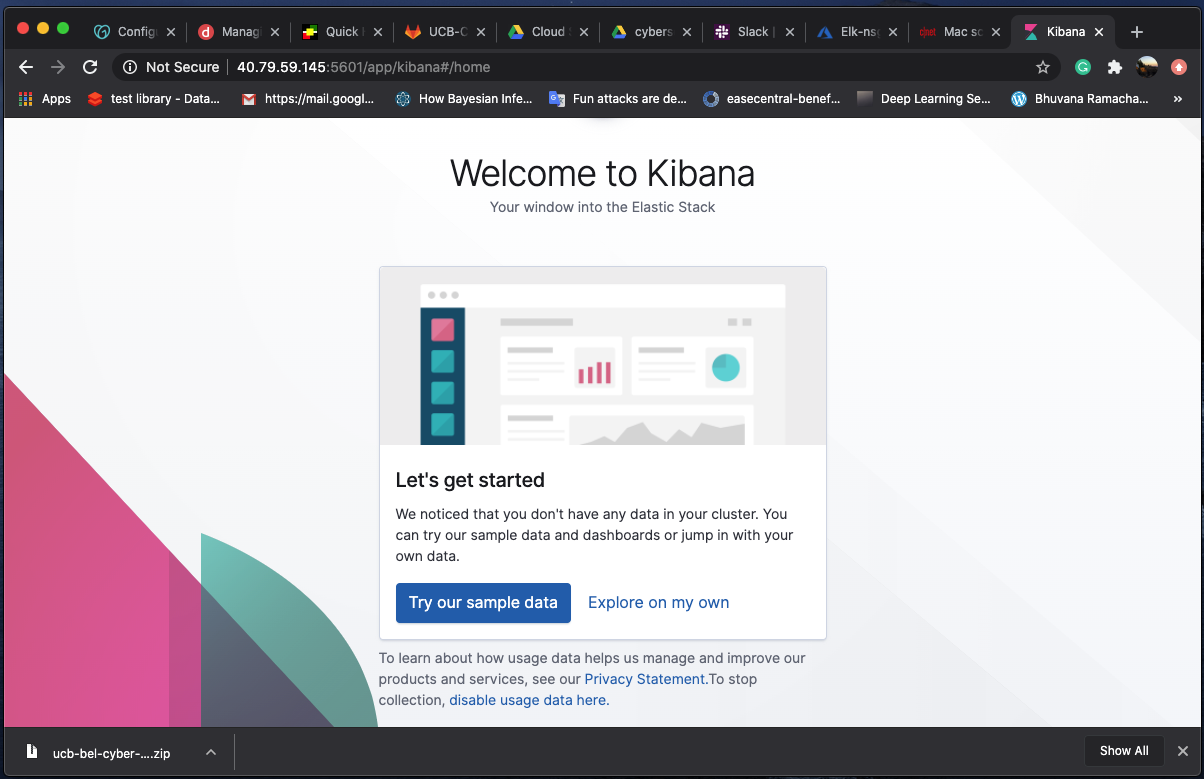 Config
Managi
Quick
UCB-C
Cloud
cybers
Slack |
Elk-nsg
cnet
Mac sc
Kibana
Not Secure
40.79.59.145:5601/app/kibana#/home
Apps
test library - Data...
https://mail.googl...
How Bayesian Infe...
Fun attacks are de...
easecentral-benef...
Deep Learning Se...
Bhuvana Ramacha...
»
Welcome to Kibana
Your window into the Elastic Stack
Let's get started
We noticed that you don't have any data in your cluster. You
can try our sample data and dashboards or jump in with your
own data.
Try our sample data
Explore on my own
To learn about how usage data helps us manage and improve our
products and services, see our Privacy Statement.To stop
collection, disable usage data here.
ucb-bel-cyber-....zip
Show All